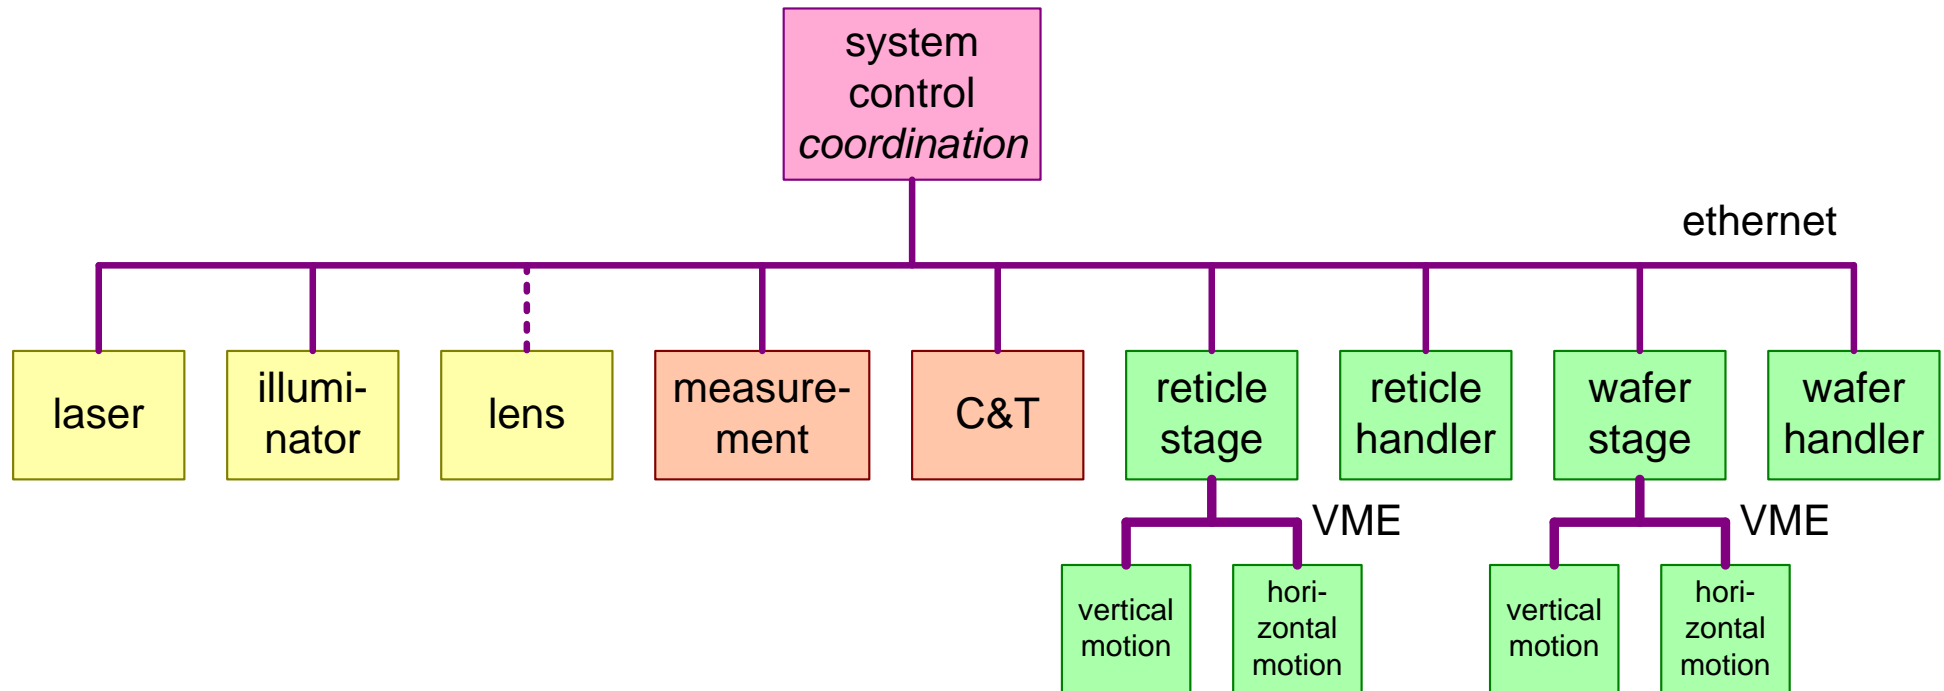 system
control
coordination
ethernet
laser
illumi-
nator
lens
measure-
ment
C&T
reticle
stage
reticle
handler
wafer
stage
wafer
handler
VME
VME
vertical
motion
hori-
zontal
motion
vertical
motion
hori-
zontal
motion